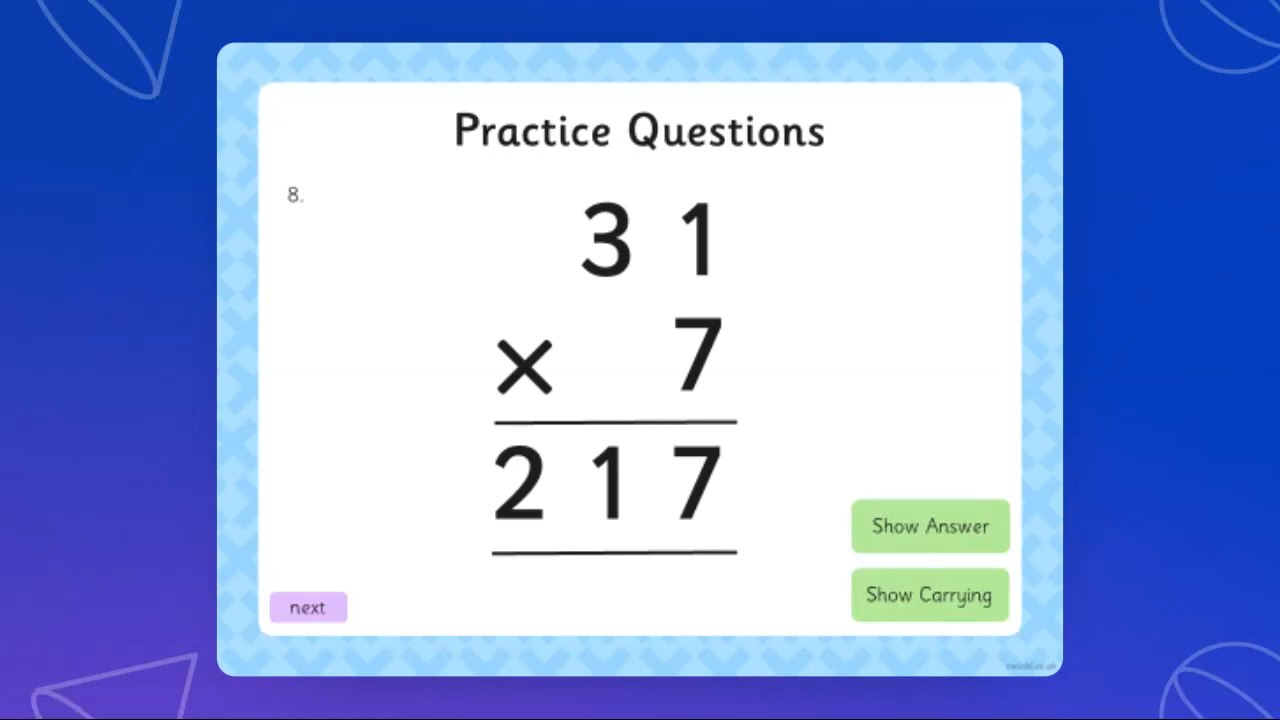 Practice Questions
8.
3 1
× 7
2 1 7
Show Answer
Show Carrying
next